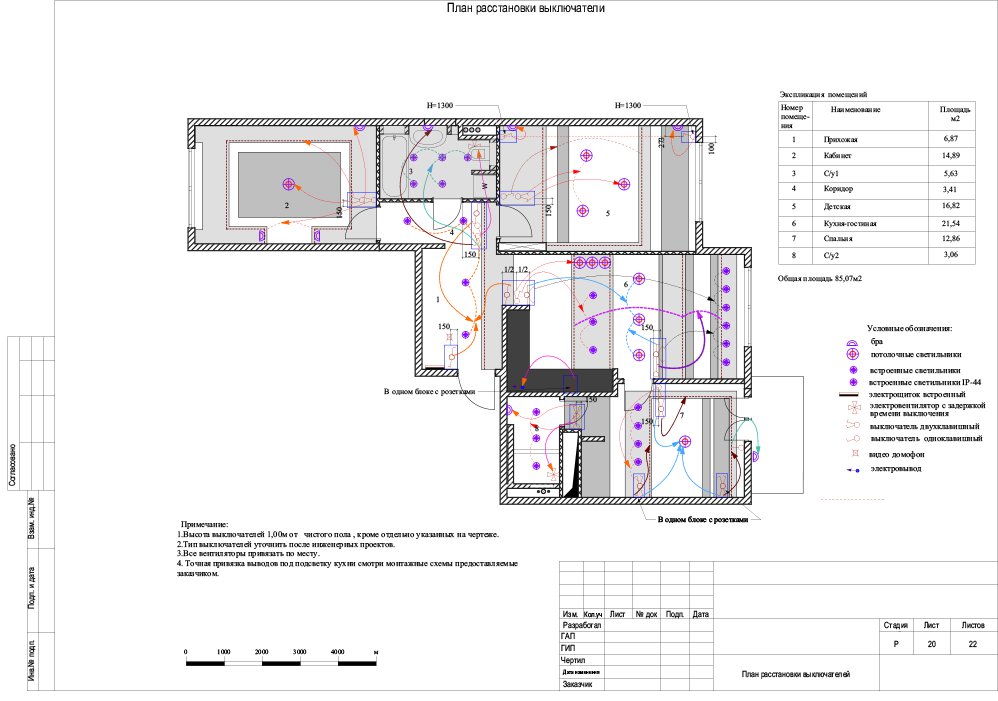 План расстановки выключатели
H=1300
H=1300
Экспликация помещений
Номер помеще-ния Наименование Площадь м2
1 Прихожая 6,87
2 Кабинет 14,89
3 С/у1 5,63
4 Коридор 3,41
5 Детская 16,82
6 Кухня-гостиная 21,54
7 Спальня 12,86
8 С/у2 3,06
Общая площадь 85,07м2
100
3
W
2
150
150
5
4
150
1/2
1/2
6
1
150
150
В одном блоке с розетками
150
8
150
7
В одном блоке с розетками
Условные обозначения:
бра
потолочные светильники
встроенные светильники
встроенные светильники IP-44
электрощиток встроенный
электровентилятор с задержкой
времени выключения
выключатель двухклавишный
выключатель одноклавишный
видео домофон
электровывод
Примечание:
1.Высота выключателей 1,00м от чистого пола , кроме отдельно указанных на чертеже.
2.Тип выключателей уточнить после инженерных проектов.
3.Все вентиляторы привязать по месту.
4. Точная привязка выводов под подсветку кухни смотри монтажные схемы предоставляемые
заказчиком.
0 1000 2000 3000 4000 м
Согласовано
Взам. инд.№
Подп. и дата
Инв.№ подл.
Изм. Кол.уч Лист № док Подп. Дата
Разработал
ГАП
ГИП
Чертил
Дата изменения
Заказчик
Стадия Лист Листов
Р 20 22
План расстановки выключателей